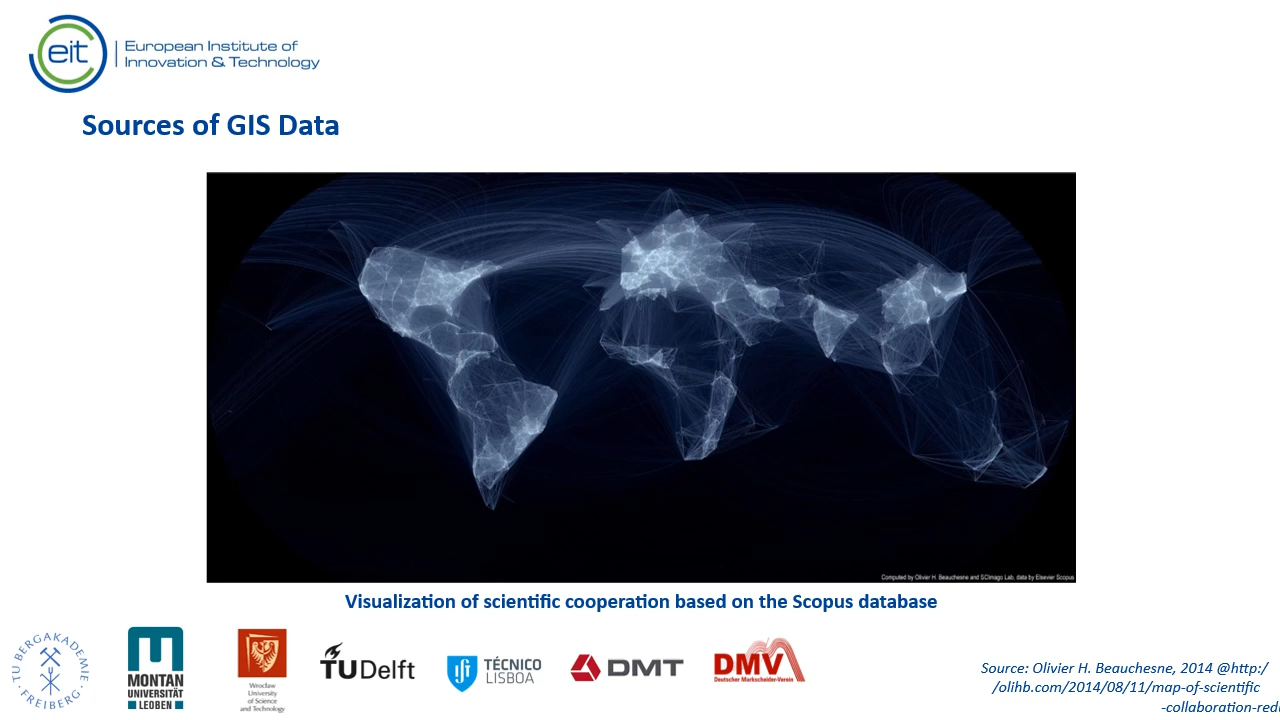 eit
European Institute of
Innovation & Technology
Sources of GIS Data
Computed by Olivier H. Beauchesne and SCImago Lab, data by Elsevier Scopus
Visualization of scientific cooperation based on the Scopus database
· TU BERGAKADEMIE ·
FREIBERG
MONTAN
UNIVERSITÄT
LEOBEN
Wrocław
University
of Science
and Technology
TU Delft
TÉCNICO
LISBOA
DMT
DMV
Deutscher Markscheider-Verein
Source: Olivier H. Beauchesne, 2014 @http:/
/olihb.com/2014/08/11/map-of-scientific
-collaboration-red